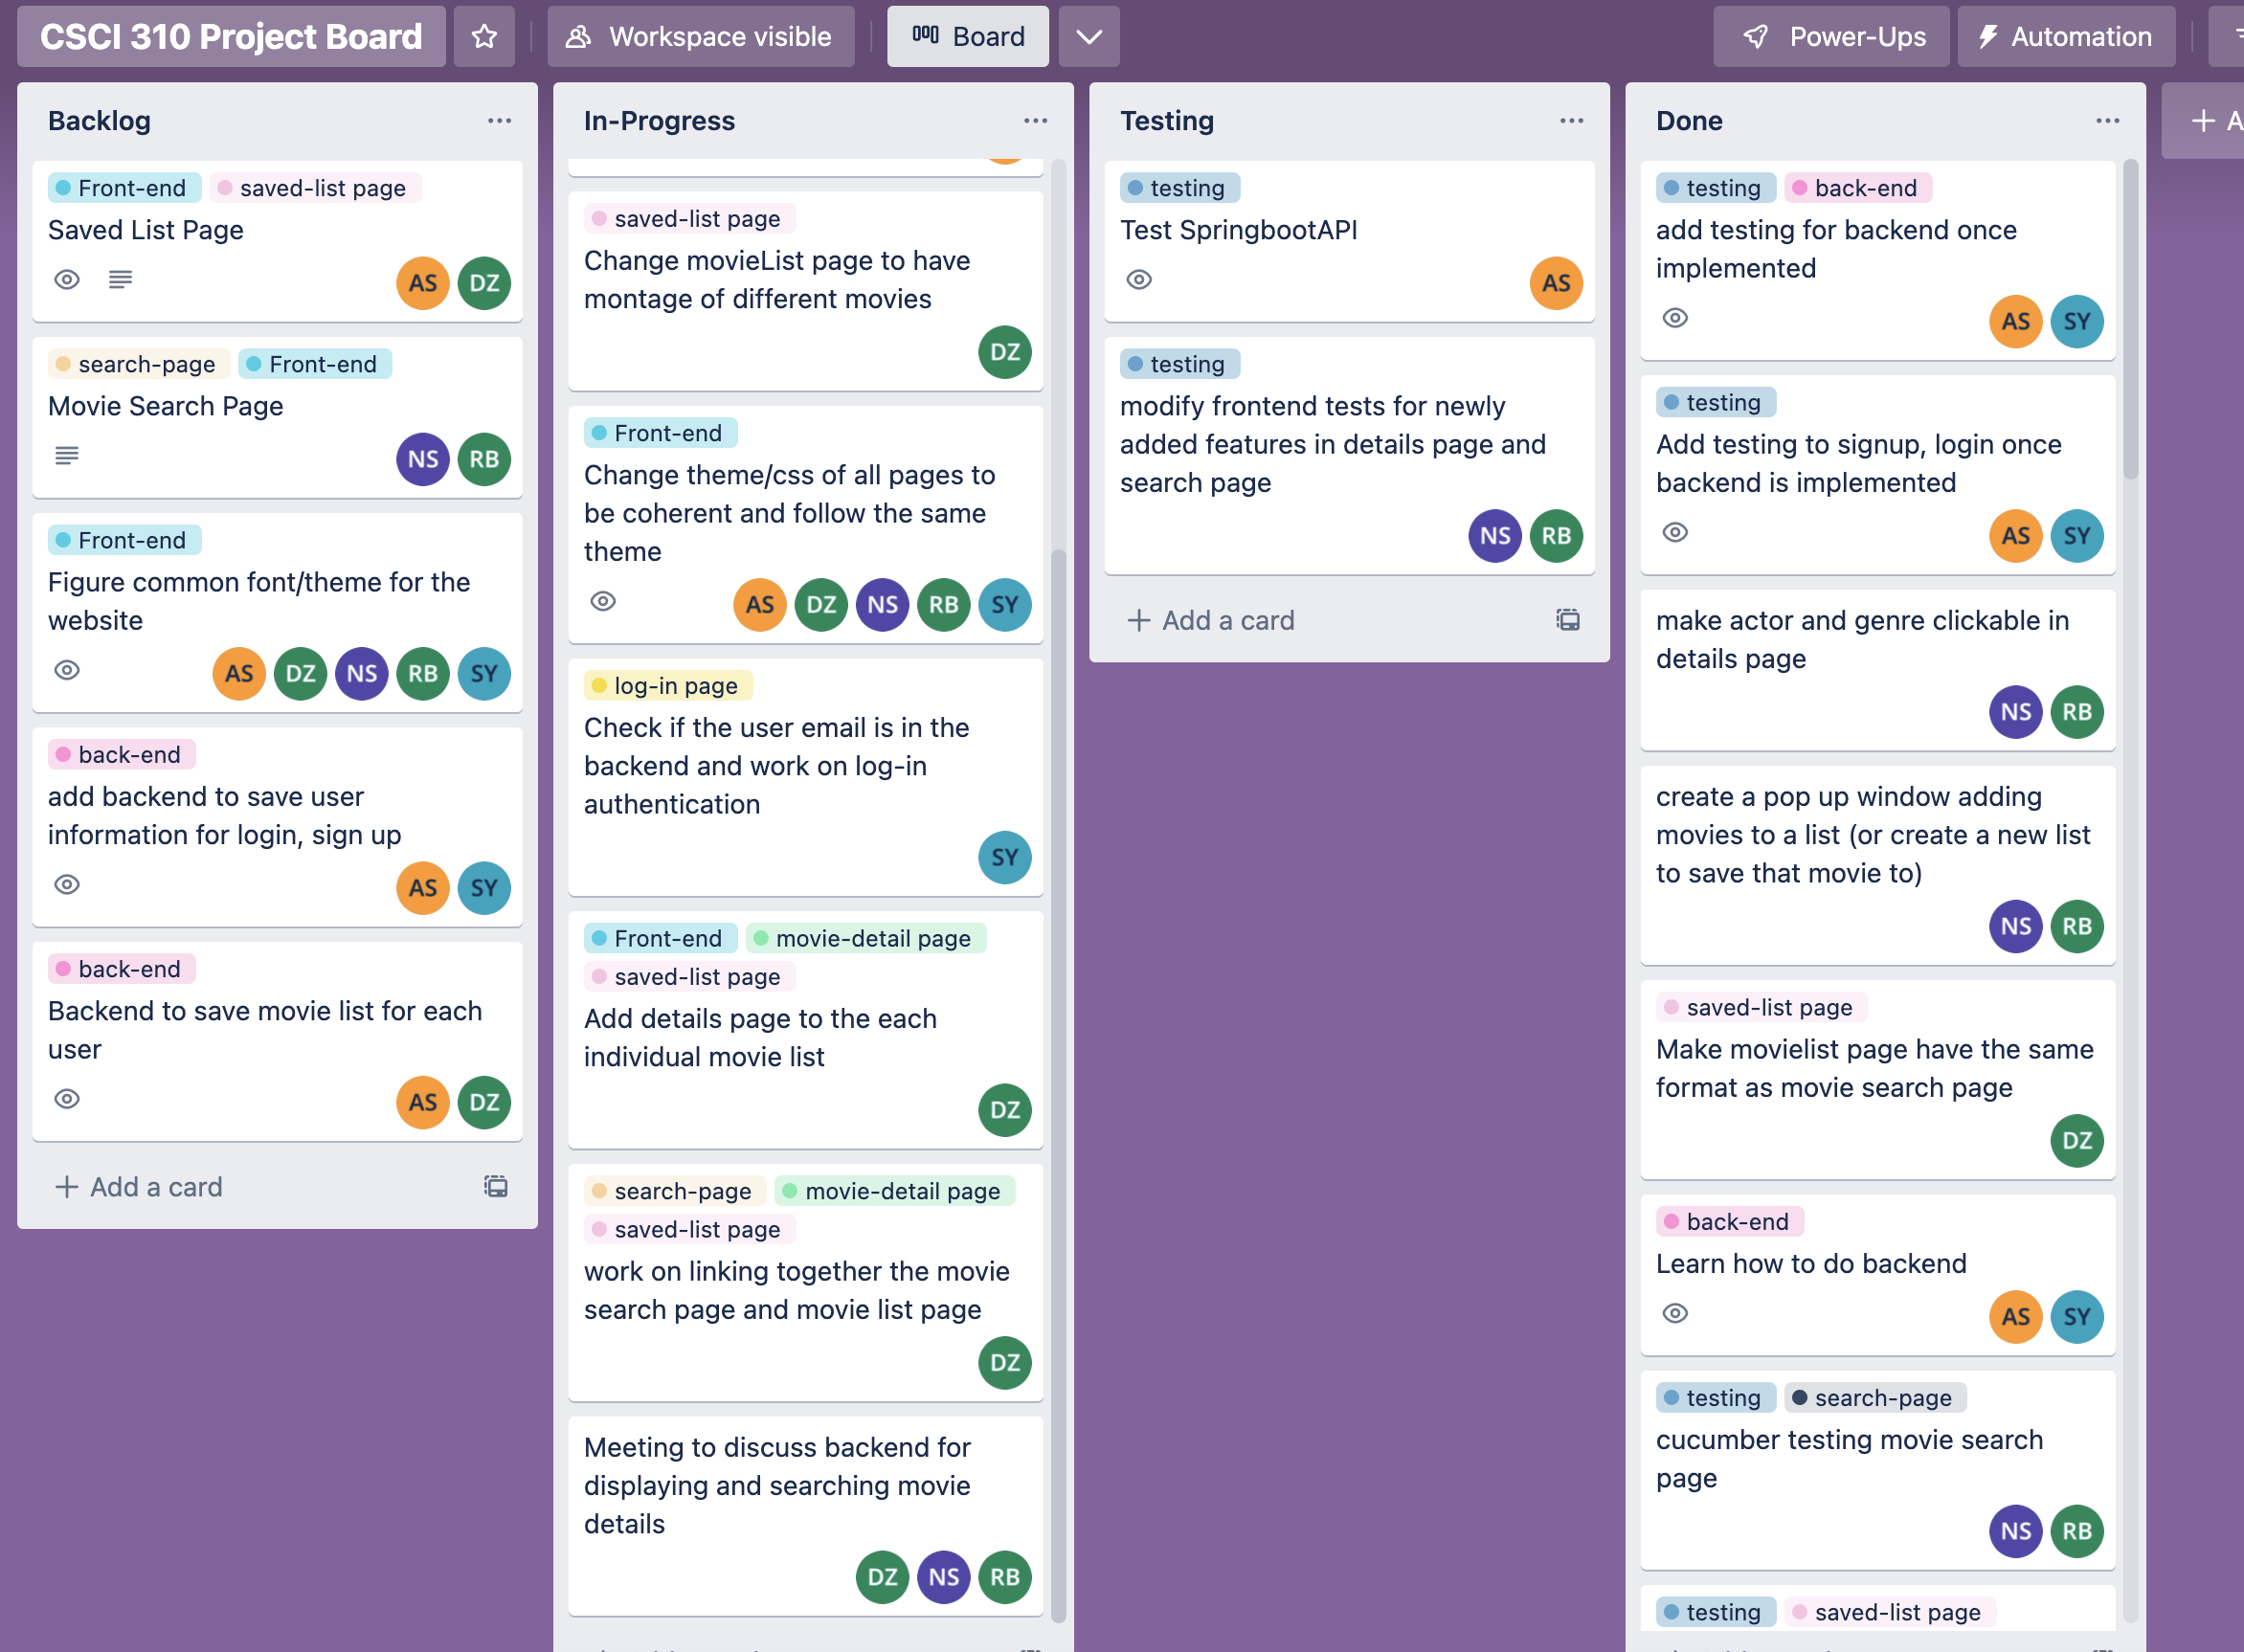 CSCI 310 Project Board
Workspace visible
Board
Power-Ups
Automation
Backlog
Front-end saved-list page
Saved List Page
AS DZ
search-page Front-end
Movie Search Page
NS RB
Front-end
Figure common font/theme for the
website
AS DZ NS RB SY
back-end
add backend to save user
information for login, sign up
AS SY
back-end
Backend to save movie list for each
user
AS DZ
+ Add a card
In-Progress
saved-list page
Change movieList page to have
montage of different movies
DZ
Front-end
Change theme/css of all pages to
be coherent and follow the same
theme
AS DZ NS RB SY
log-in page
Check if the user email is in the
backend and work on log-in
authentication
SY
Front-end movie-detail page
saved-list page
Add details page to the each
individual movie list
DZ
search-page movie-detail page
saved-list page
work on linking together the movie
search page and movie list page
DZ
Meeting to discuss backend for
displaying and searching movie
details
DZ NS RB
Testing
testing
Test SpringbootAPI
AS
testing
modify frontend tests for newly
added features in details page and
search page
NS RB
+ Add a card
Done
testing back-end
add testing for backend once
implemented
AS SY
testing
Add testing to signup, login once
backend is implemented
AS SY
make actor and genre clickable in
details page
NS RB
create a pop up window adding
movies to a list (or create a new list
to save that movie to)
NS RB
saved-list page
Make movielist page have the same
format as movie search page
DZ
back-end
Learn how to do backend
AS SY
testing search-page
cucumber testing movie search
page
NS RB
testing saved-list page
+ A